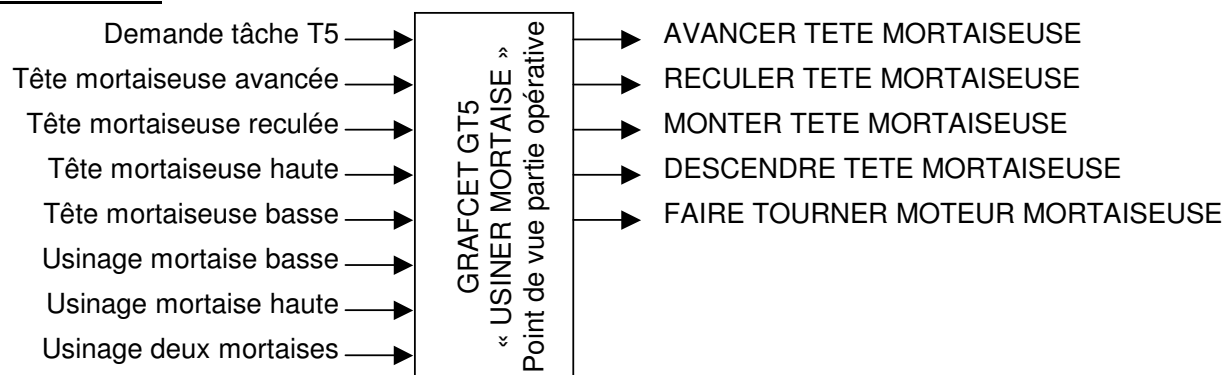 Demande tâche T5
Tête mortaiseuse avancée
Tête mortaiseuse reculée
Tête mortaiseuse haute
Tête mortaiseuse basse
Usinage mortaise basse
Usinage mortaise haute
Usinage deux mortaises
GRAFCET GT5
« USINER MORTAISE »
Point de vue partie opérative
AVANCER TETE MORTAISEUSE
RECULER TETE MORTAISEUSE
MONTER TETE MORTAISEUSE
DESCENDRE TETE MORTAISEUSE
FAIRE TOURNER MOTEUR MORTAISEUSE